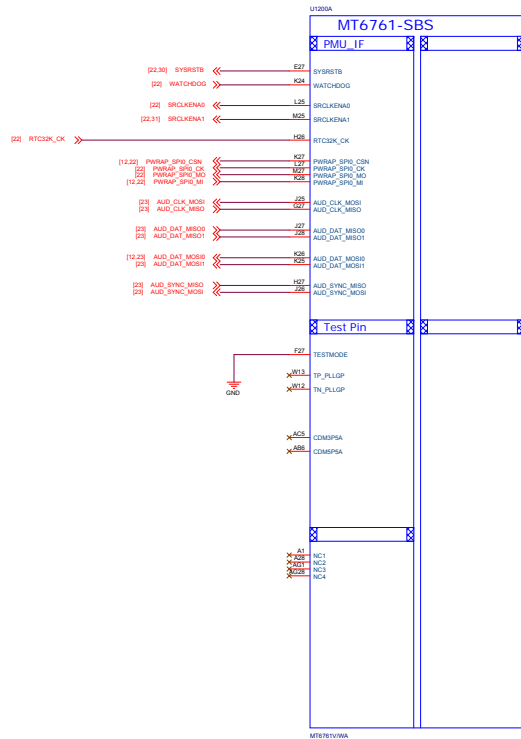 U1200A
MT6761-SBS
PMU_IF
[22,30] SYSRSTB E27 SYSRSTB
[22] WATCHDOG K24 WATCHDOG
[22] SRCLKENA0 L25 SRCLKENA0
[22,31] SRCLKENA1 M25 SRCLKENA1
[22] RTC32K_CK H26 RTC32K_CK
[12,22] PWRAP_SPI0_CSN K27 PWRAP_SPI0_CSN
[22] PWRAP_SPI0_CK L27 PWRAP_SPI0_CK
[22] PWRAP_SPI0_MO M27 PWRAP_SPI0_MO
[12,22] PWRAP_SPI0_MI K28 PWRAP_SPI0_MI
[23] AUD_CLK_MOSI J25 AUD_CLK_MOSI
[23] AUD_CLK_MISO G27 AUD_CLK_MISO
[23] AUD_DAT_MISO0 J27 AUD_DAT_MISO0
[23] AUD_DAT_MISO1 J28 AUD_DAT_MISO1
[12,23] AUD_DAT_MOSI0 K26 AUD_DAT_MOSI0
[23] AUD_DAT_MOSI1 K25 AUD_DAT_MOSI1
[23] AUD_SYNC_MISO H27 AUD_SYNC_MISO
[23] AUD_SYNC_MOSI J26 AUD_SYNC_MOSI
Test Pin
F27 TESTMODE
GND
W13 TP_PLLGP
W12 TN_PLLGP
AC5 CDM3P5A
AB6 CDM5P5A
A1 NC1
A28 NC2
AG1 NC3
AG28 NC4
MT6761V/WA